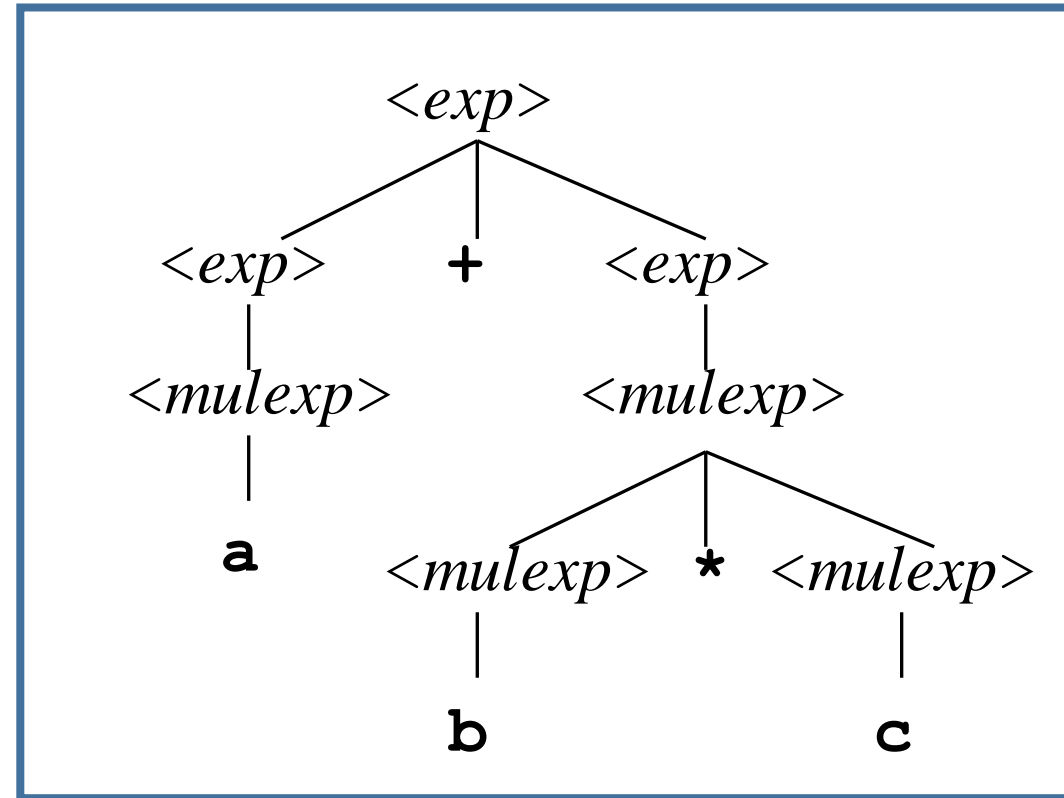 <exp>
<exp> + <exp>
<mulexp> <mulexp>
a
<mulexp> * <mulexp>
b c